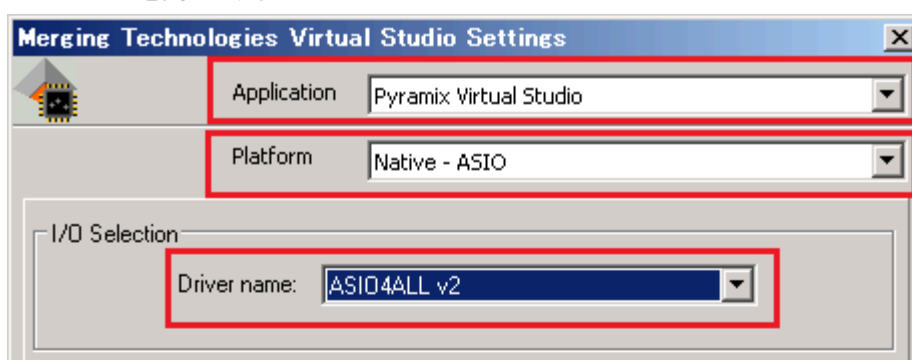 Merging Technologies Virtual Studio Settings
Application Pyramix Virtual Studio
Platform Native - ASIO
I/O Selection
Driver name: ASIO4ALL v2